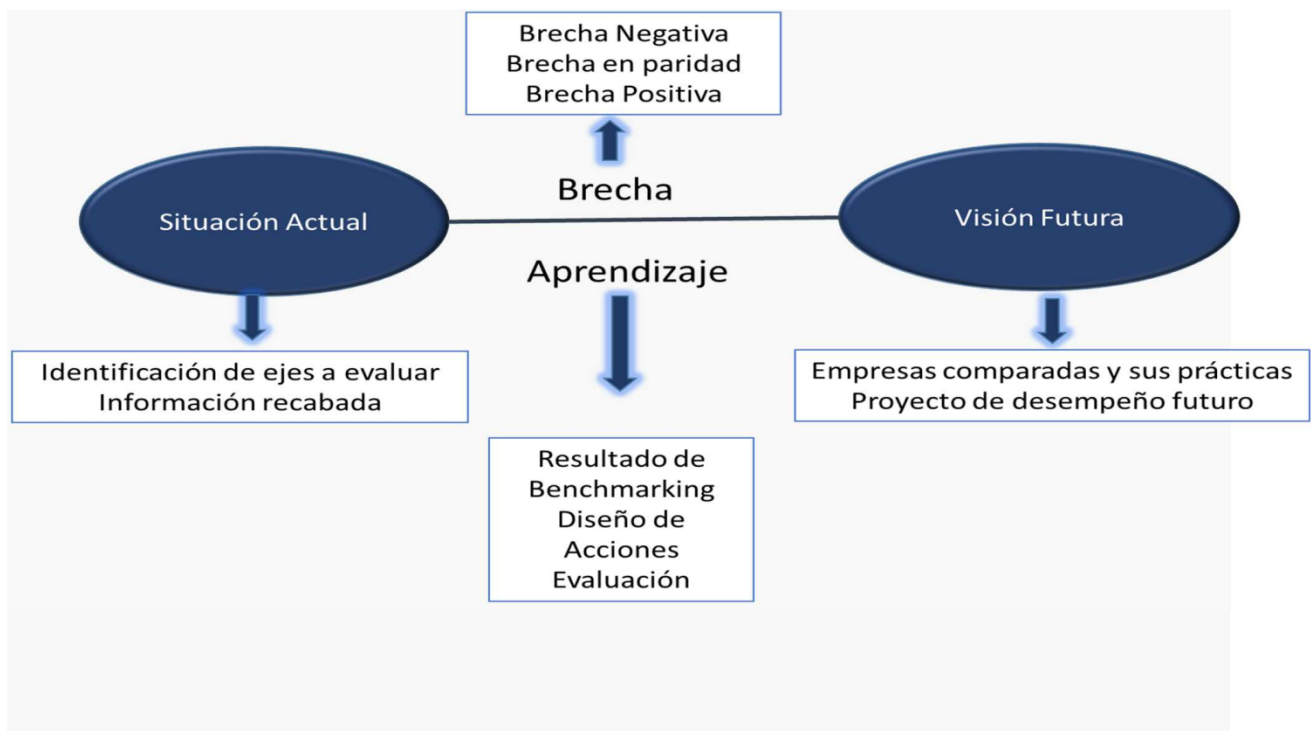 Brecha Negativa
Brecha en paridad
Brecha Positiva
Brecha
Situación Actual
Visión Futura
Aprendizaje
Identificación de ejes a evaluar
Información recabada
Empresas comparadas y sus prácticas
Proyecto de desempeño futuro
Resultado de
Benchmarking
Diseño de
Acciones
Evaluación